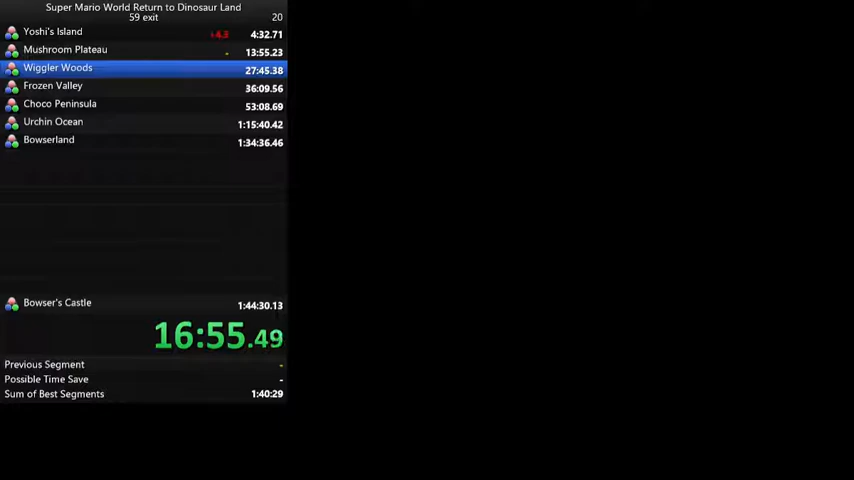 Super Mario World Return to Dinosaur Land
59 exit 20
Yoshi's Island 4.3 4:32.71
Mushroom Plateau - 13:55.23
Wiggler Woods 27:45.38
Frozen Valley 36:09.56
Choco Peninsula 53:08.69
Urchin Ocean 1:15:40.42
Bowserland 1:34:36.46
Bowser's Castle 1:44:30.13
16:55.49
Previous Segment -
Possible Time Save -
Sum of Best Segments 1:40:29